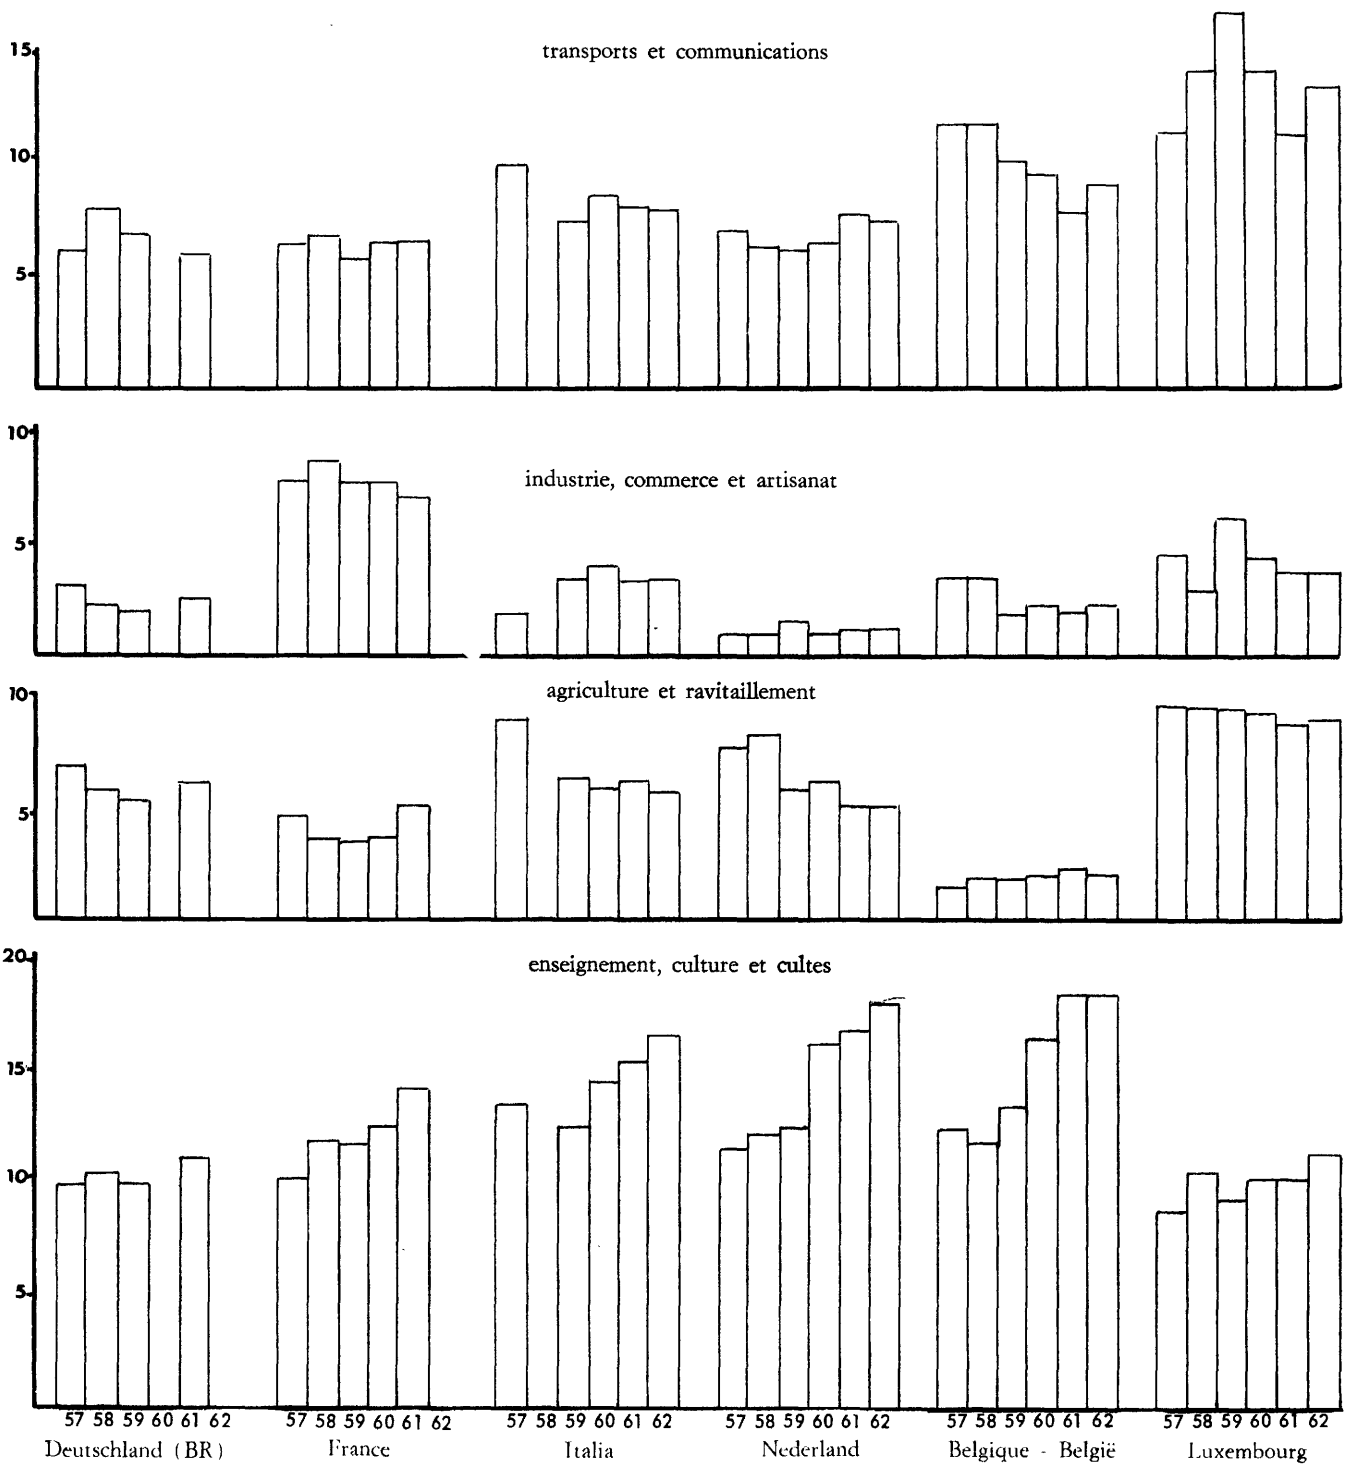 transports et communications
15
10
5
industrie, commerce et artisanat
10
5
agriculture et ravitaillement
10
5
enseignement, culture et cultes
20
15
10
5
57 58 59 60 61 62 57 58 59 60 61 62 57 58 59 60 61 62 57 58 59 60 61 62 57 58 59 60 61 62 57 58 59 60 61 62
Deutschland (BR) France Italia Nederland Belgique - België Luxembourg